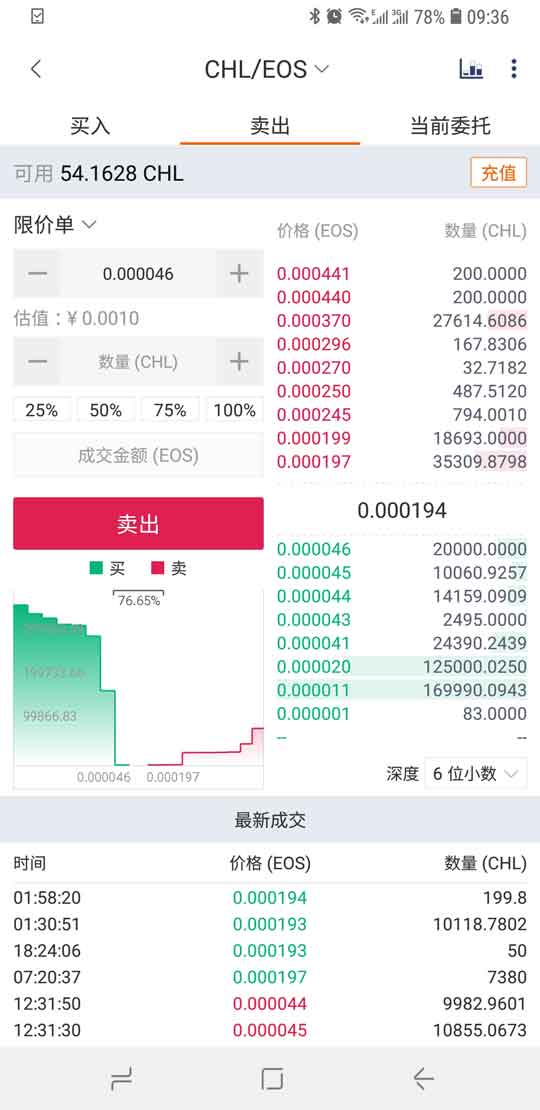 78% 09:36
CHL/EOS
买入 卖出 当前委托
可用 54.1628 CHL 充值
限价单
价格 (EOS) 数量 (CHL)
0.000046
估值：¥ 0.0010
数量 (CHL)
25% 50% 75% 100%
成交金额 (EOS)
卖出
0.000441 200.0000
0.000440 200.0000
0.000370 27614.6086
0.000296 167.8306
0.000270 32.7182
0.000250 487.5120
0.000245 794.0010
0.000199 18693.0000
0.000197 35309.8798
0.000194
0.000046 20000.0000
0.000045 10060.9257
0.000044 14159.0909
0.000043 2495.0000
0.000041 24390.2439
0.000020 125000.0250
0.000011 169990.0943
0.000001 83.0000
-- --
买 卖
76.65%
199733.66
99866.83
0.000046 0.000197
深度 6 位小数
最新成交
时间 价格 (EOS) 数量 (CHL)
01:58:20 0.000194 199.8
01:30:51 0.000193 10118.7802
18:24:06 0.000193 50
07:20:37 0.000197 7380
12:31:50 0.000044 9982.9601
12:31:30 0.000045 10855.0673